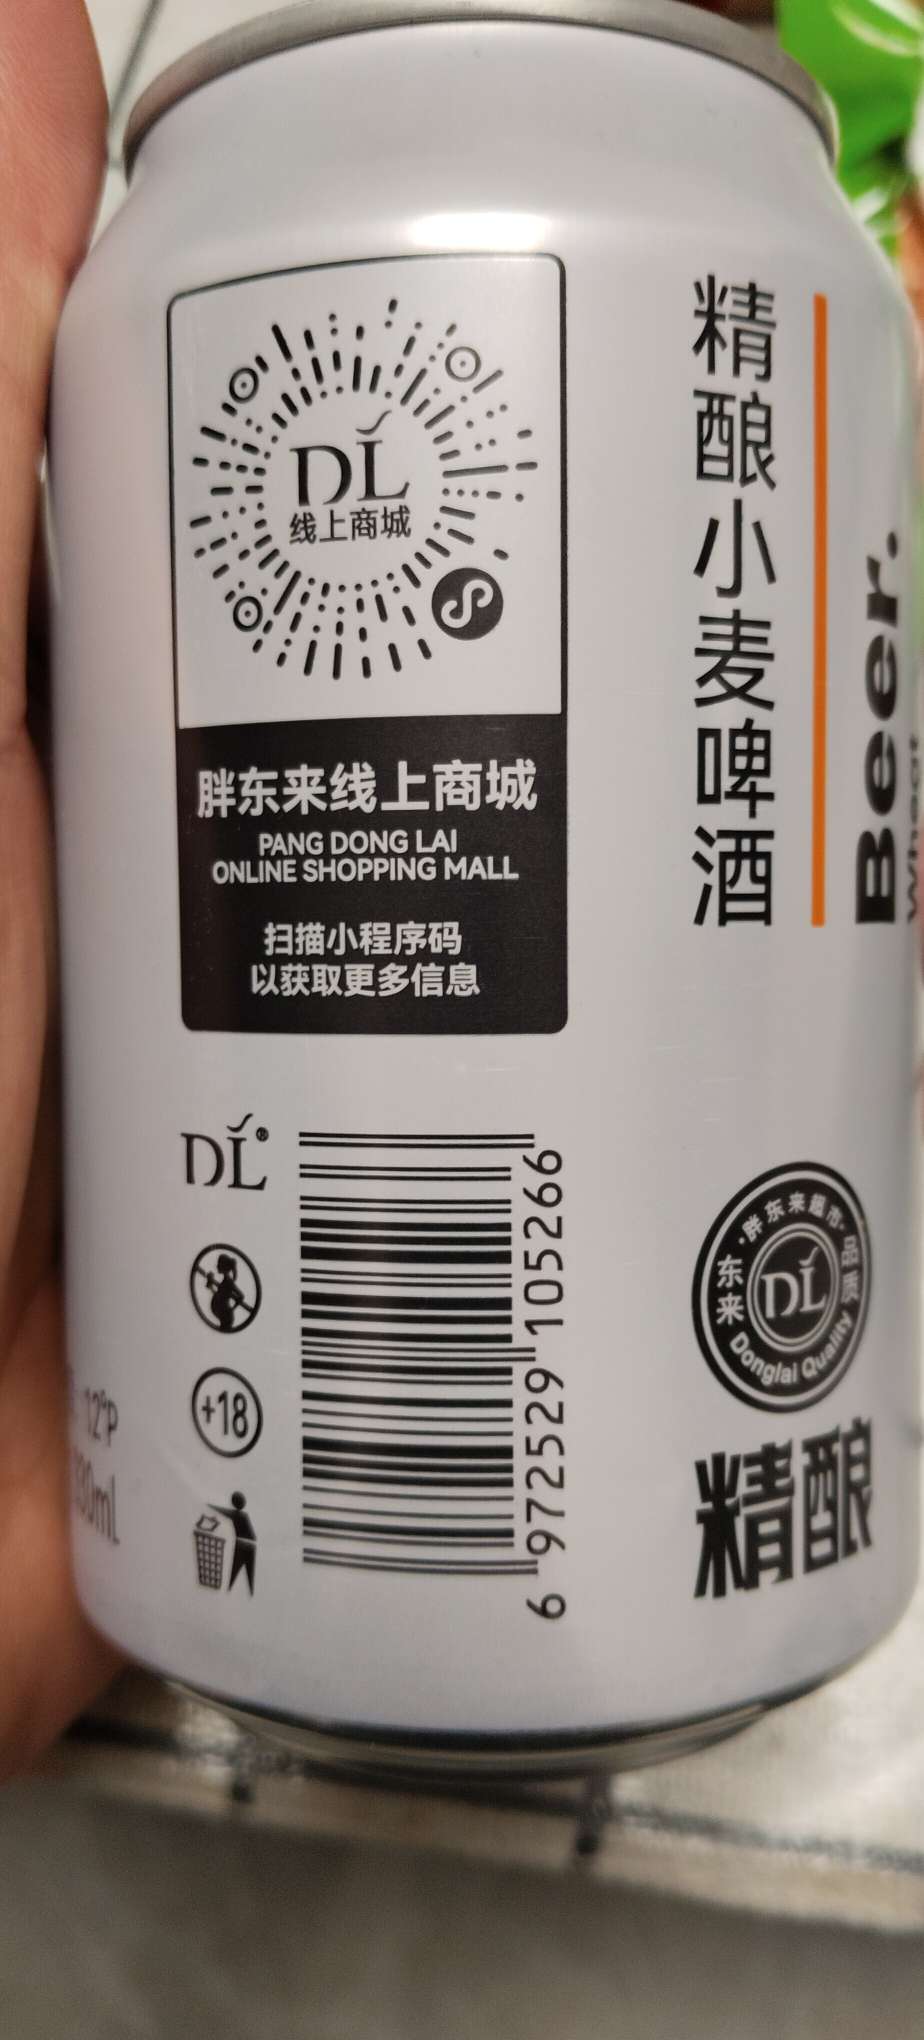 DL
线上商城
胖东来线上商城
PANG DONG LAI
ONLINE SHOPPING MALL
扫描小程序码
以获取更多信息
DL®
+18
12°P
6 972529 105266
精酿小麦啤酒
Beer.
·胖东来超市·
东来 品质
DL
Donglai Quality
精酿